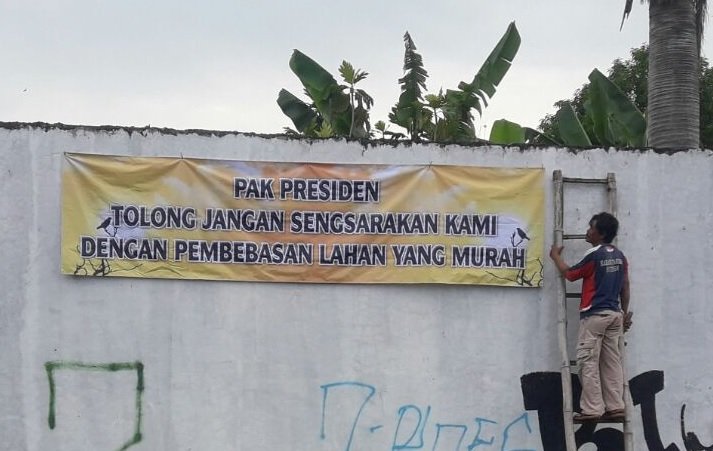 PAK PRESIDEN
TOLONG JANGAN SENGSARAKAN KAMI
DENGAN PEMBEBASAN LAHAN YANG MURAH